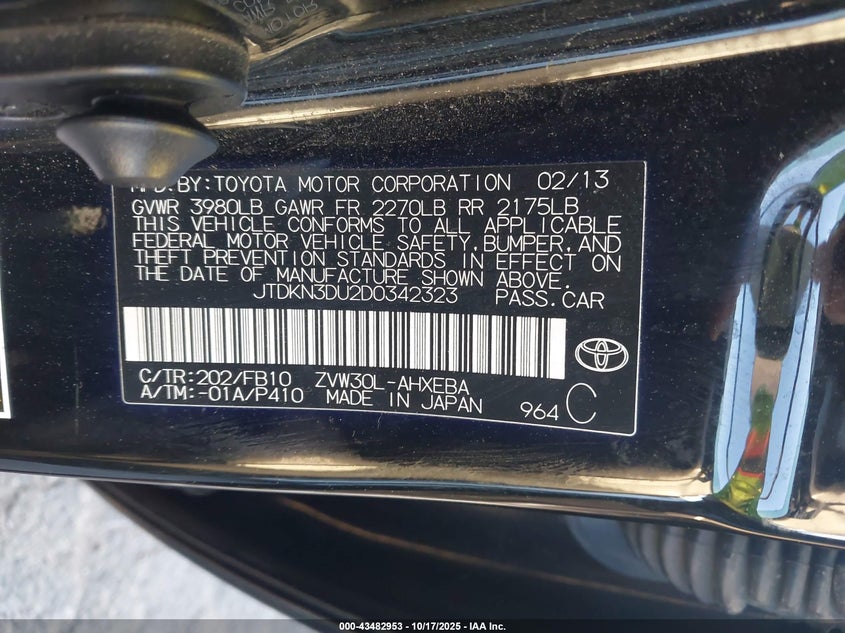 MFD.BY:TOYOTA MOTOR CORPORATION 02/13
GVWR 3980LB GAWR FR 2270LB RR 2175LB
THIS VEHICLE CONFORMS TO ALL APPLICABLE
FEDERAL MOTOR VEHICLE SAFETY,BUMPER,AND
THEFT PREVENTION STANDARDS IN EFFECT ON
THE DATE OF MANUFACTURE SHOWN ABOVE.
JTDKN3DU2D0342323 PASS.CAR
C/TR:202/FB10 ZVW30L-AHXEBA
A/TM:-01A/P410 MADE IN JAPAN 964 C
000-43482953 - 10/17/2025 - IAA Inc.